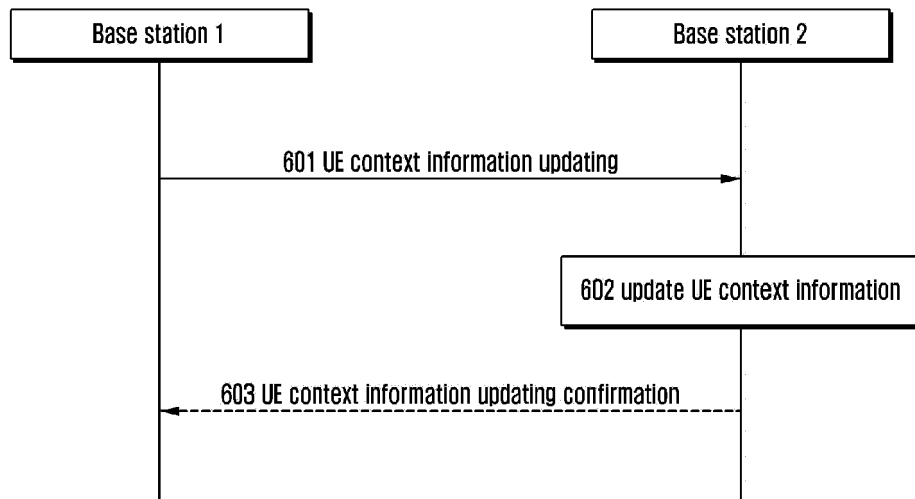 Base station 1
Base station 2
601 UE context information updating
602 update UE context information
603 UE context information updating confirmation